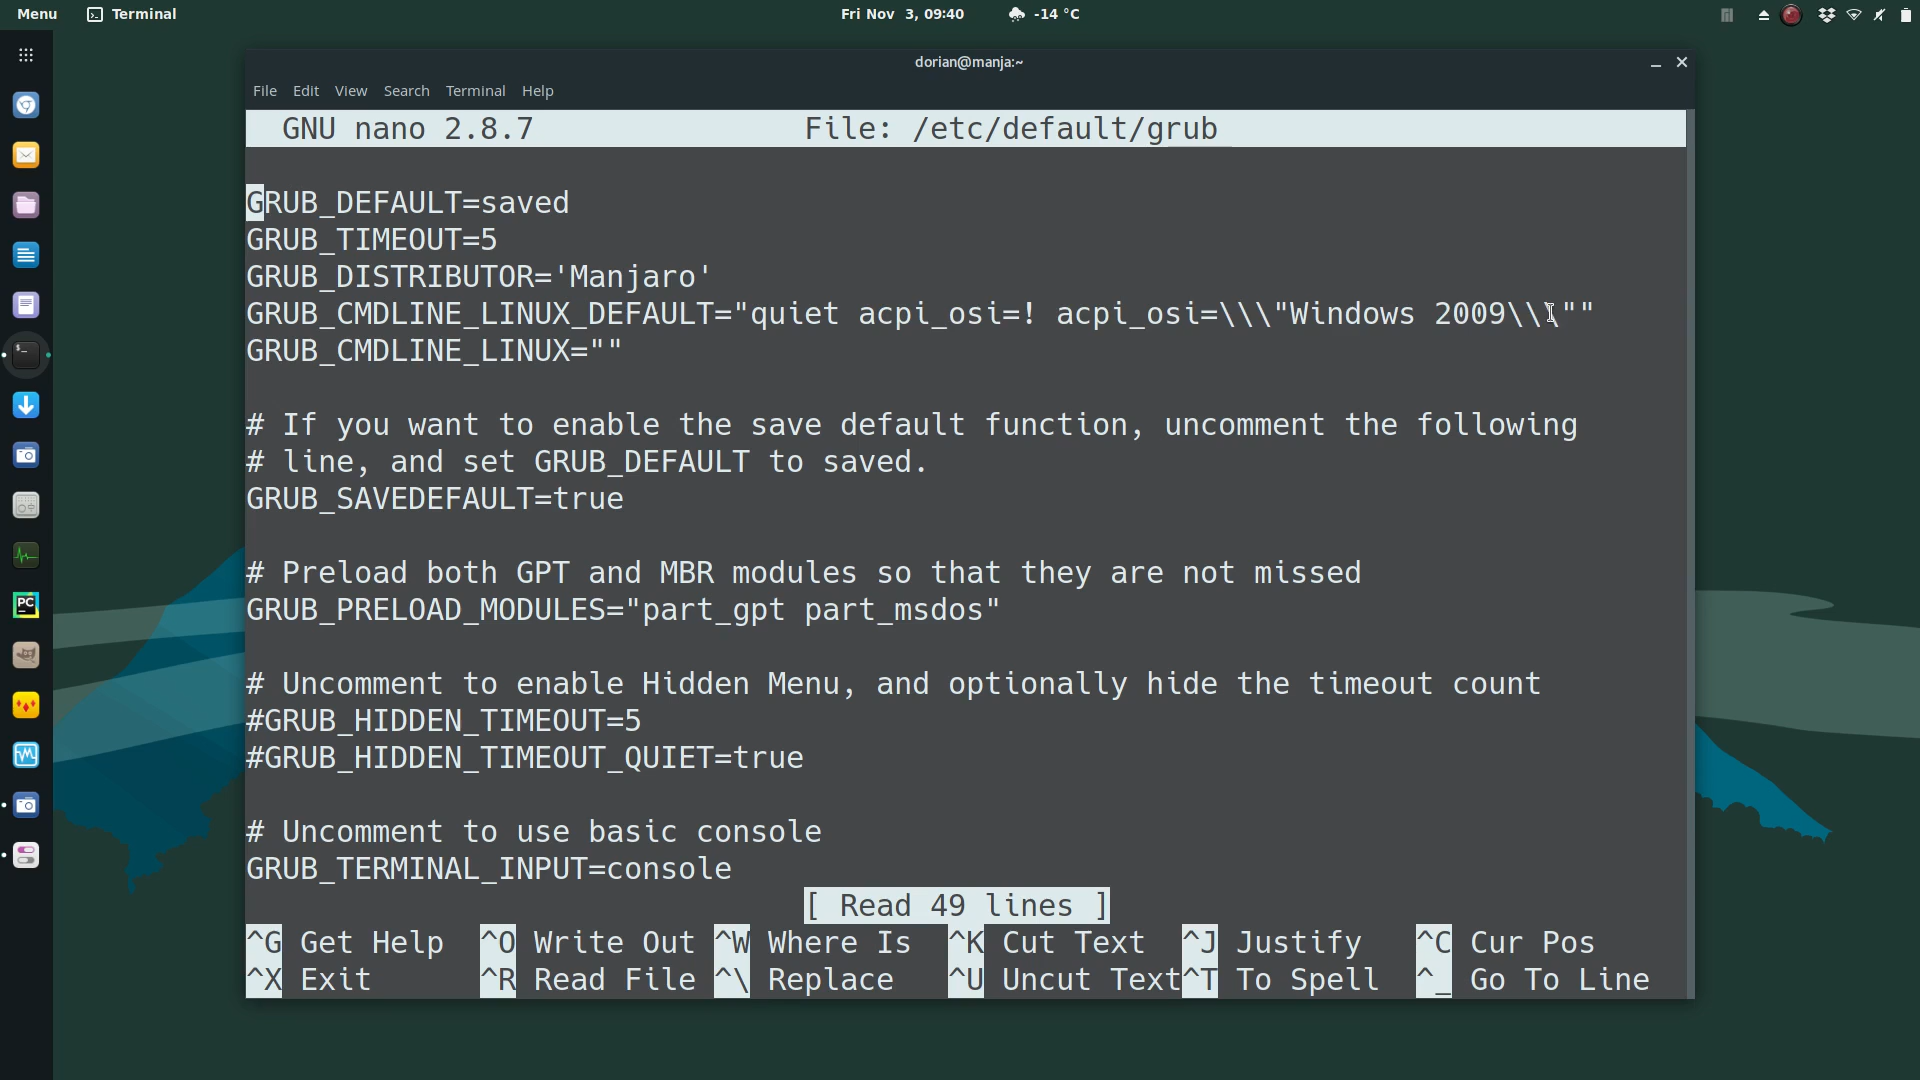 Menu Terminal Fri Nov 3, 09:40 -14 °C
dorian@manja:~
File Edit View Search Terminal Help
GNU nano 2.8.7 File: /etc/default/grub
GRUB_DEFAULT=saved
GRUB_TIMEOUT=5
GRUB_DISTRIBUTOR='Manjaro'
GRUB_CMDLINE_LINUX_DEFAULT="quiet acpi_osi=! acpi_osi=\\\"Windows 2009\\\""
GRUB_CMDLINE_LINUX=""
# If you want to enable the save default function, uncomment the following
# line, and set GRUB_DEFAULT to saved.
GRUB_SAVEDEFAULT=true
# Preload both GPT and MBR modules so that they are not missed
GRUB_PRELOAD_MODULES="part_gpt part_msdos"
# Uncomment to enable Hidden Menu, and optionally hide the timeout count
#GRUB_HIDDEN_TIMEOUT=5
#GRUB_HIDDEN_TIMEOUT_QUIET=true
# Uncomment to use basic console
GRUB_TERMINAL_INPUT=console
[ Read 49 lines ]
^G Get Help ^O Write Out ^W Where Is ^K Cut Text ^J Justify ^C Cur Pos
^X Exit ^R Read File ^\ Replace ^U Uncut Text ^T To Spell ^_ Go To Line
PC